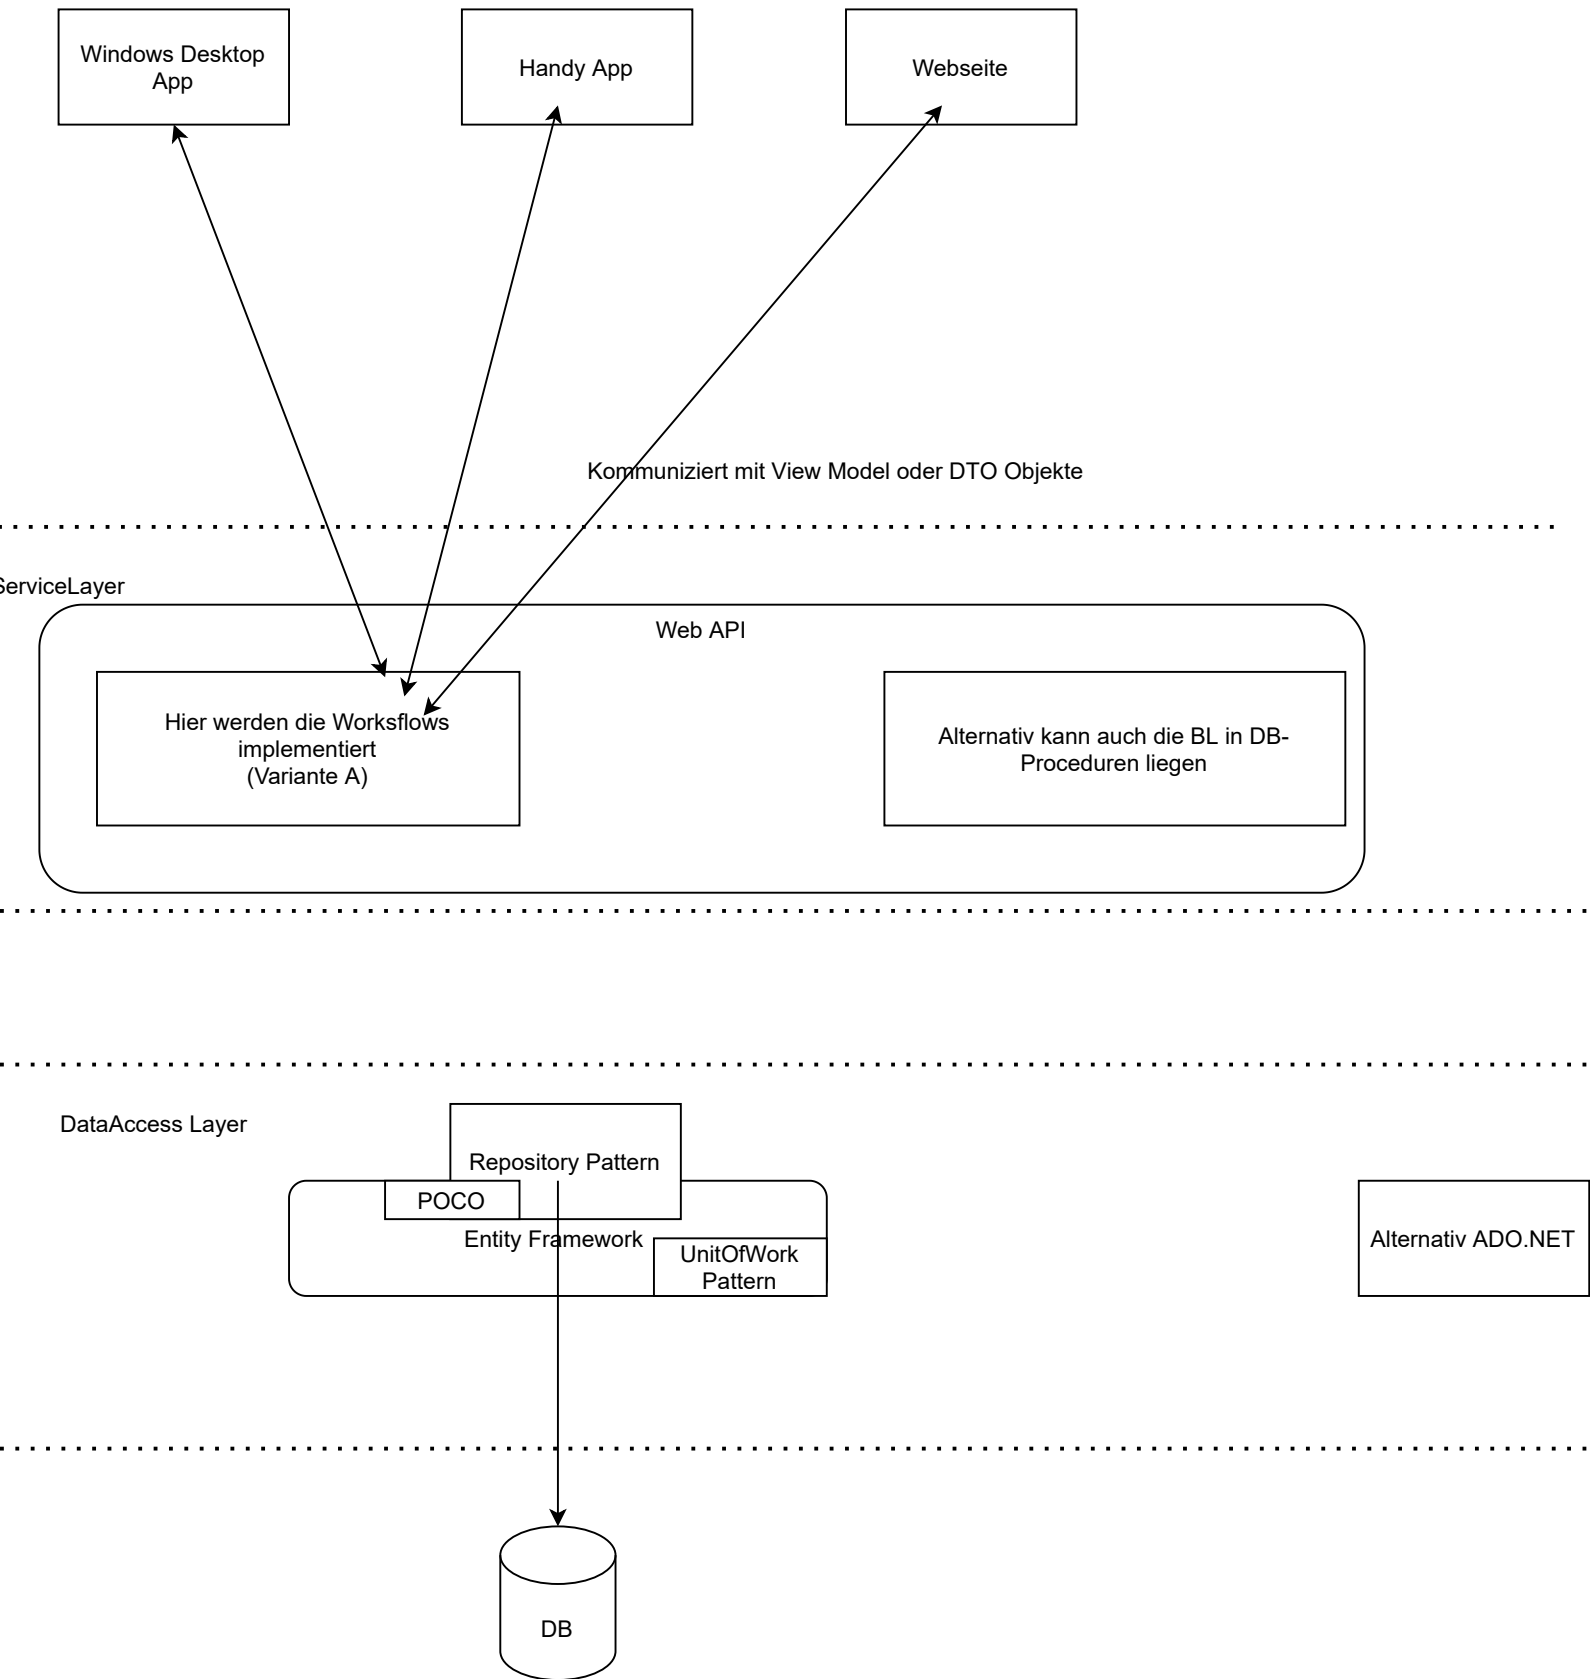 Windows Desktop
App
Handy App
Webseite
Kommuniziert mit View Model oder DTO Objekte
ServiceLayer
Web API
Hier werden die Worksflows
implementiert
(Variante A)
Alternativ kann auch die BL in DB-
Proceduren liegen
DataAccess Layer
Repository Pattern
POCO
Entity Framework
UnitOfWork
Pattern
Alternativ ADO.NET
DB